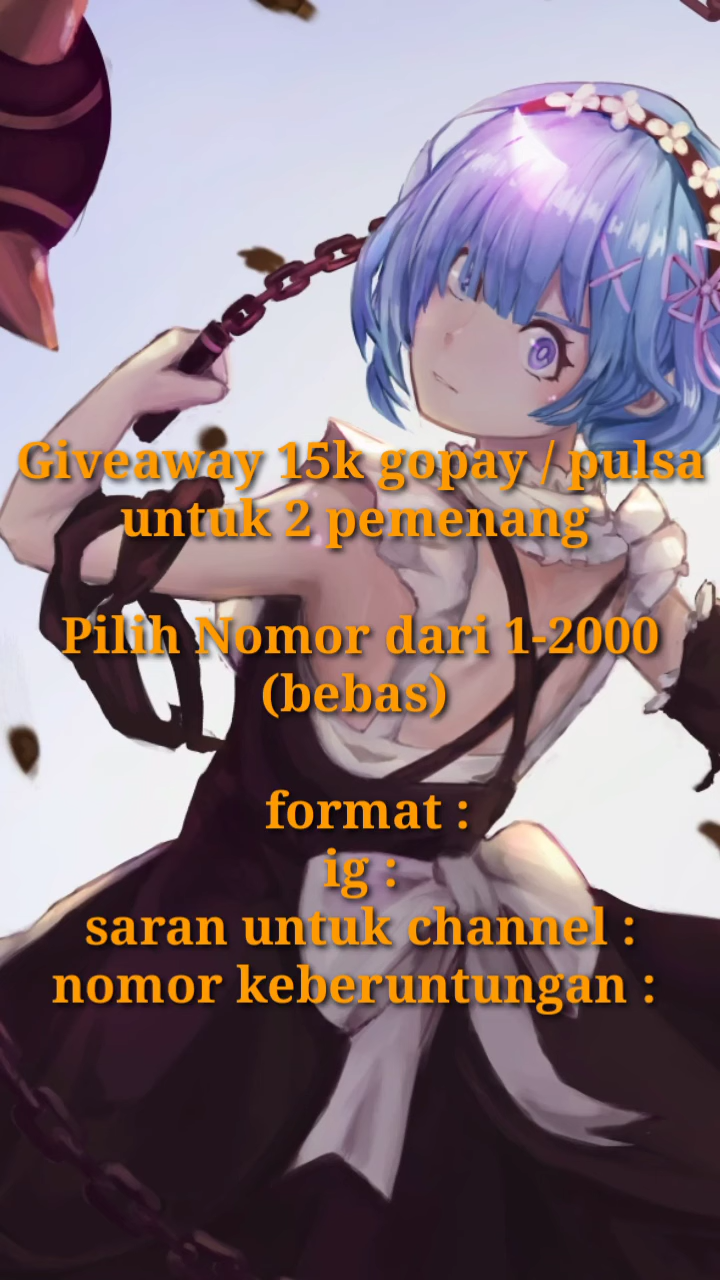 Giveaway 15k gopay / pulsa
untuk 2 pemenang
Pilih Nomor dari 1-2000
(bebas)
format :
ig :
saran untuk channel :
nomor keberuntungan :